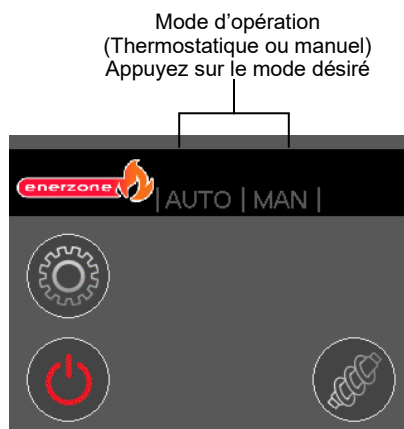 Mode d’opération
(Thermostatique ou manuel)
Appuyez sur le mode désiré
enerzone
| AUTO | MAN |